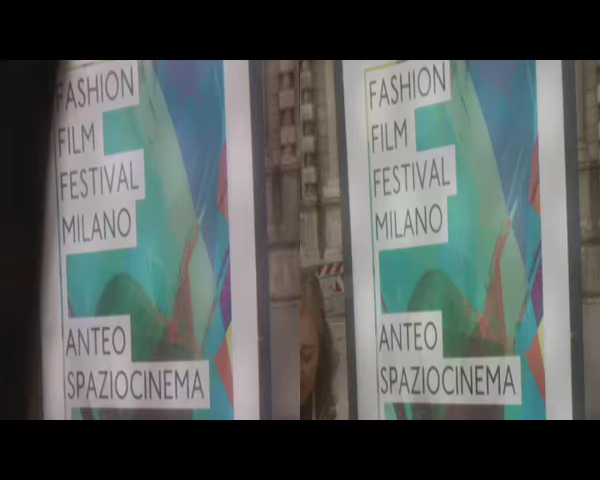 FASHION
FILM
FESTIVAL
MILANO
ANTEO
SPAZIOCINEMA
FASHION
FILM
FESTIVAL
MILANO
ANTEO
SPAZIOCINEMA